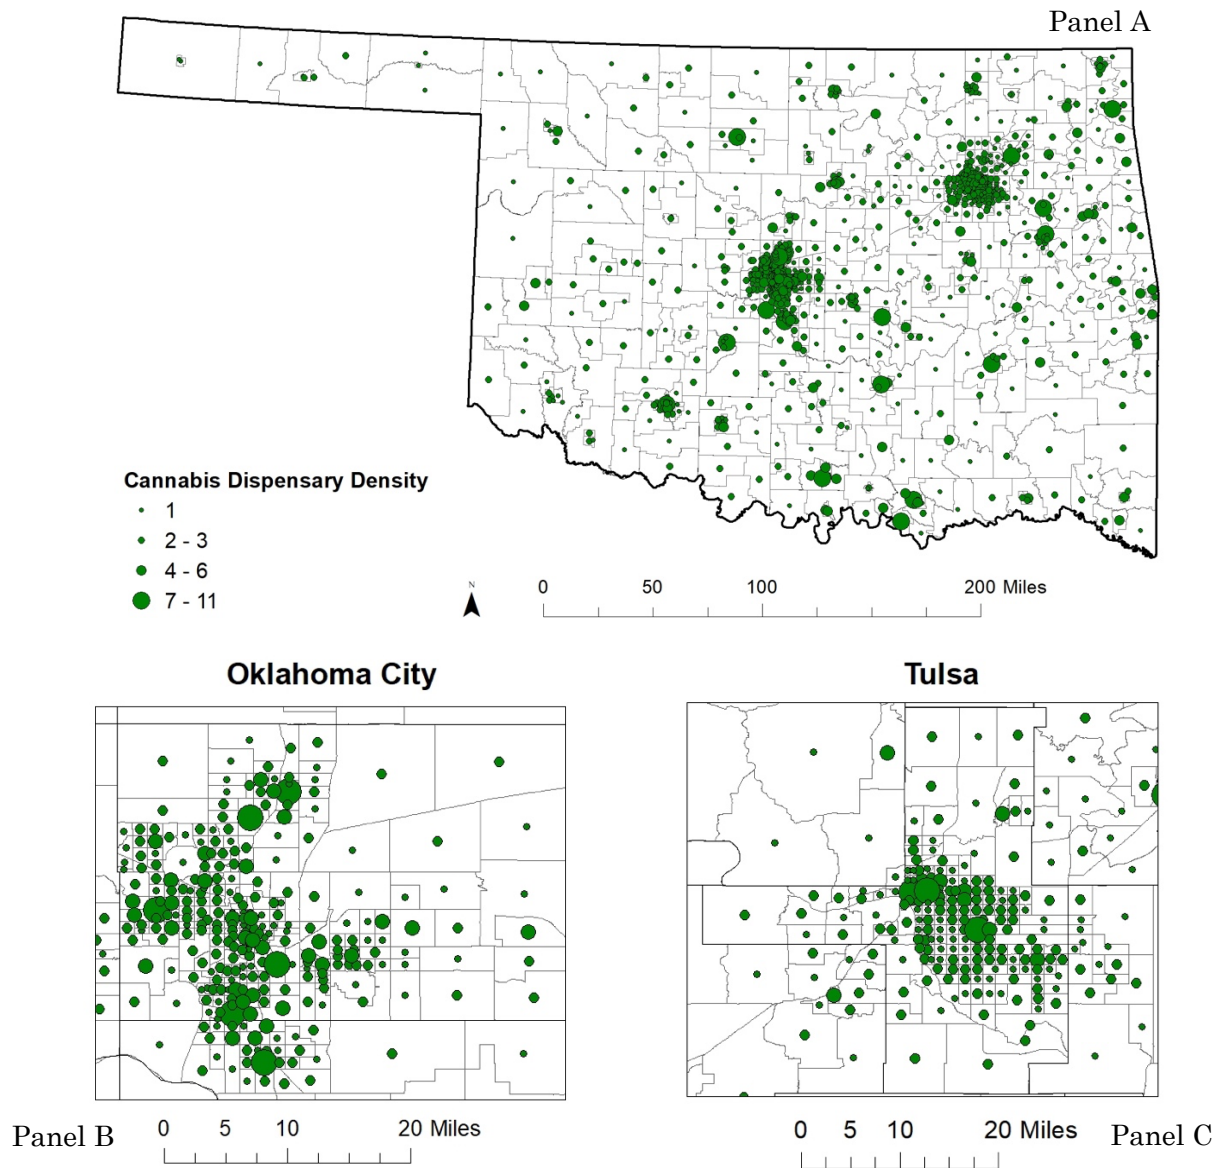 Panel A
Cannabis Dispensary Density
1
2 - 3
4 - 6
7 - 11
N
0 50 100 200 Miles
Oklahoma City
Tulsa
Panel B
0 5 10 20 Miles
0 5 10 20 Miles
Panel C